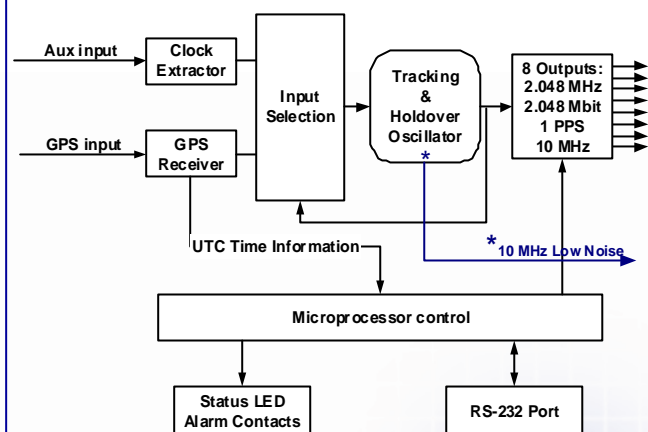 Aux input
Clock
Extractor
GPS input
GPS
Receiver
Input
Selection
Tracking
&
Holdover
Oscillator
*
8 Outputs:
2.048 MHz
2.048 Mbit
1 PPS
10 MHz
UTC Time Information
*10 MHz Low Noise
Microprocessor control
Status LED
Alarm Contacts
RS-232 Port